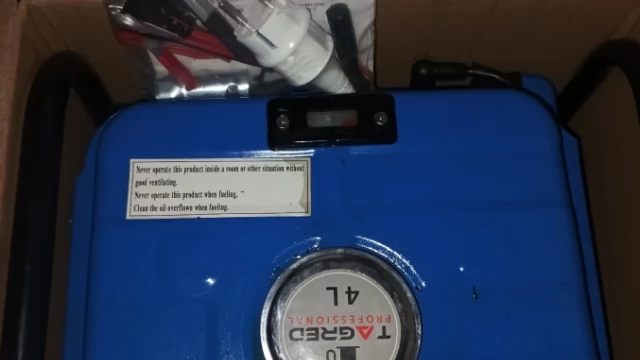 Never operate this product inside a room or other situation without
good ventilating.
Never operate this product when fueling,
Clean the oil overflown when fueling.
4L
PROFESSIONAL
TAGRED